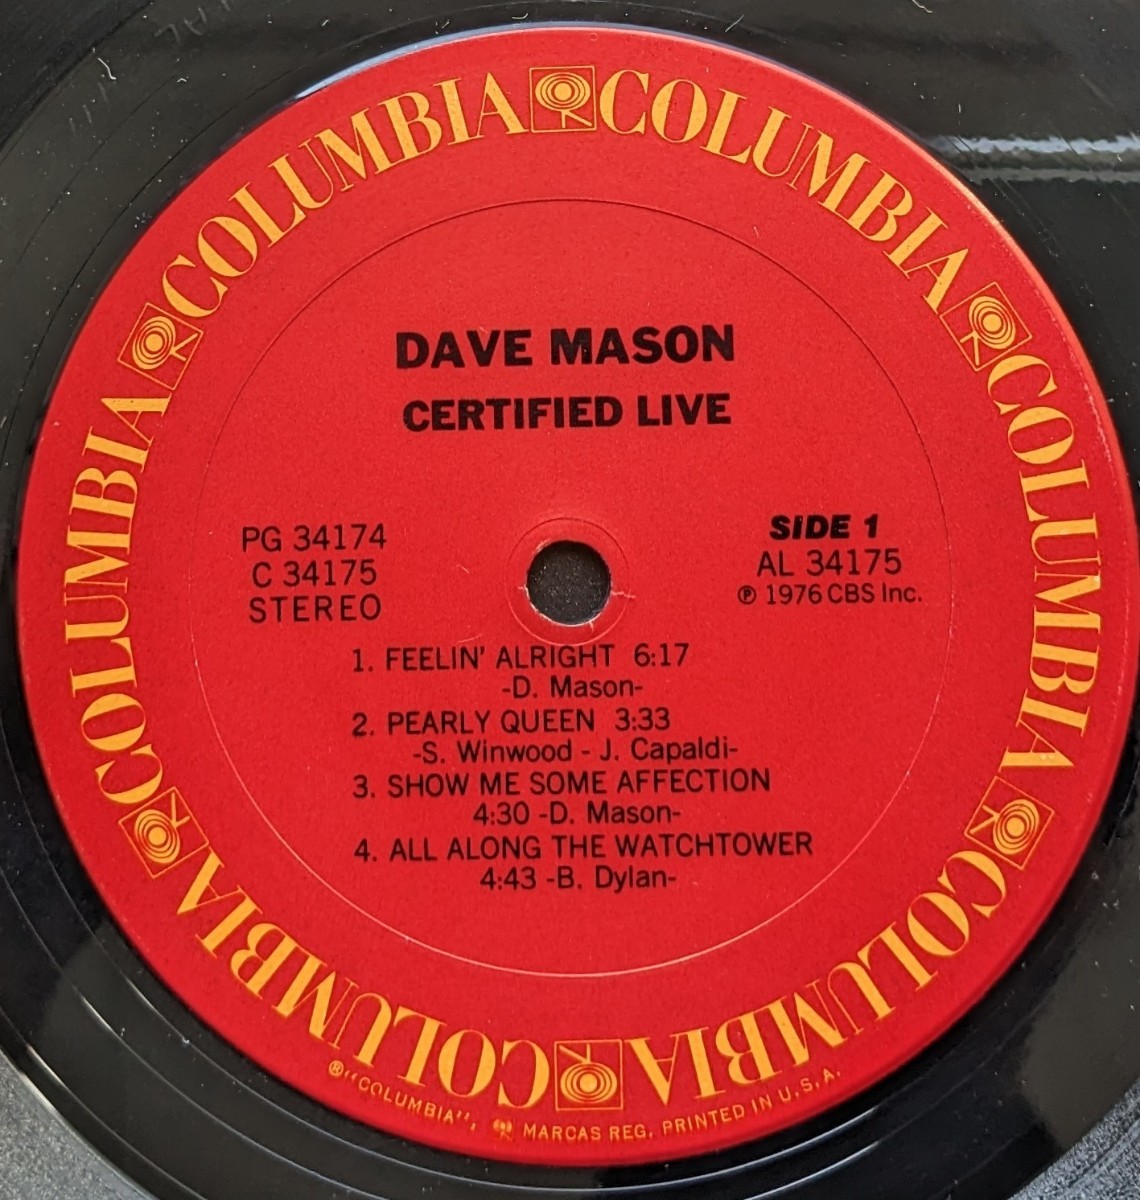 COLUMBIA COLUMBIA COLUMBIA COLUMBIA COLUMBIA COLUMBIA
DAVE MASON
CERTIFIED LIVE
PG 34174
C 34175
STEREO
SIDE 1
AL 34175
℗ 1976 CBS Inc.
1. FEELIN' ALRIGHT 6:17
-D. Mason-
2. PEARLY QUEEN 3:33
-S. Winwood - J. Capaldi-
3. SHOW ME SOME AFFECTION
4:30 -D. Mason-
4. ALL ALONG THE WATCHTOWER
4:43 -B. Dylan-
®"COLUMBIA", MARCAS REG. PRINTED IN U.S.A.